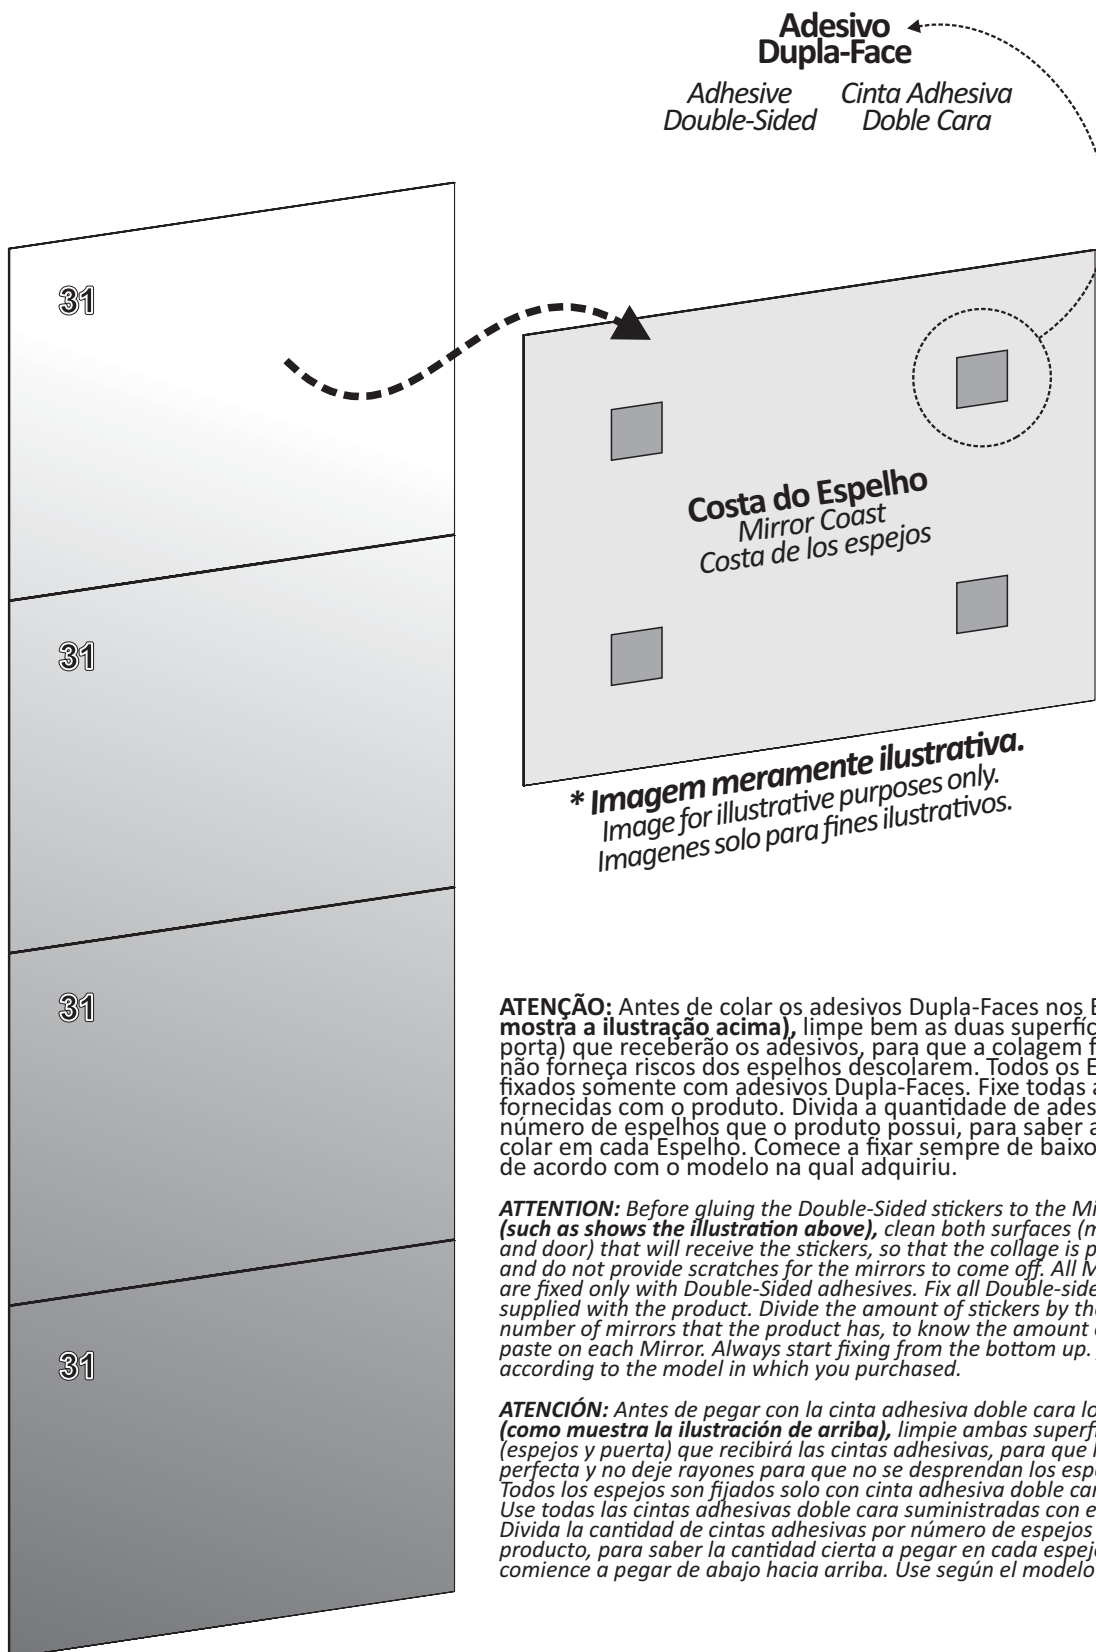 Adesivo
Dupla-Face
Adhesive
Double-Sided
Cinta Adhesiva
Doble Cara
31
Costa do Espelho
Mirror Coast
Costa de los espejos
31
* Imagem meramente ilustrativa.
Image for illustrative purposes only.
Imagenes solo para fines ilustrativos.
31
31
ATENÇÃO: Antes de colar os adesivos Dupla-Faces nos
mostra a ilustração acima), limpe bem as duas
porta) que receberão os adesivos, para que a colagem
não forneça riscos dos espelhos descolarem. Todos os
fixados somente com adesivos Dupla-Faces. Fixe todas
fornecidas com o produto. Divida a quantidade de
número de espelhos que o produto possui, para saber
colar em cada Espelho. Comece a fixar sempre de baixo
de acordo com o modelo na qual adquiriu.
ATTENTION: Before gluing the Double-Sided stickers to the
(such as shows the illustration above), clean both surfaces
and door) that will receive the stickers, so that the collage is
and do not provide scratches for the mirrors to come off. All
are fixed only with Double-Sided adhesives. Fix all
supplied with the product. Divide the amount of stickers by
number of mirrors that the product has, to know the amount
paste on each Mirror. Always start fixing from the bottom up.
according to the model in which you purchased.
ATENCIÓN: Antes de pegar con la cinta adhesiva doble cara
(como muestra la ilustración de arriba), limpie ambas
(espejos y puerta) que recibirá las cintas adhesivas, para que
perfecta y no deje rayones para que no se desprendan los
Todos los espejos son fijados solo con cinta adhesiva doble
Use todas las cintas adhesivas doble cara suministradas con
Divida la cantidad de cintas adhesivas por número de espejos
producto, para saber la cantidad cierta a pegar en cada
comience a pegar de abajo hacia arriba. Use según el modelo